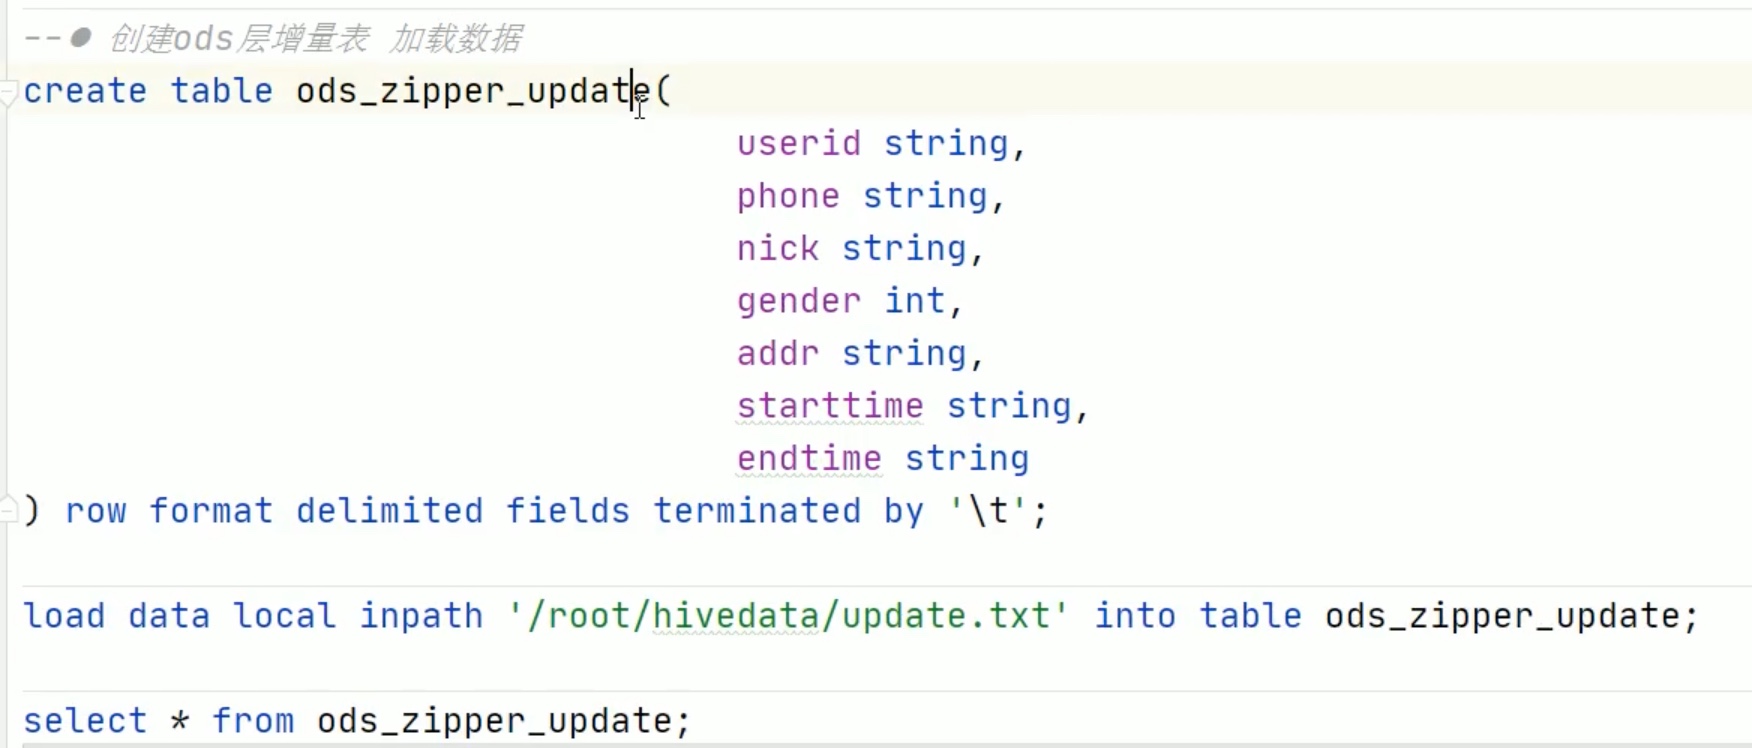 --● 创建ods层增量表 加载数据
create table ods_zipper_update(
userid string,
phone string,
nick string,
gender int,
addr string,
starttime string,
endtime string
) row format delimited fields terminated by '\t';
load data local inpath '/root/hivedata/update.txt' into table ods_zipper_update;
select * from ods_zipper_update;